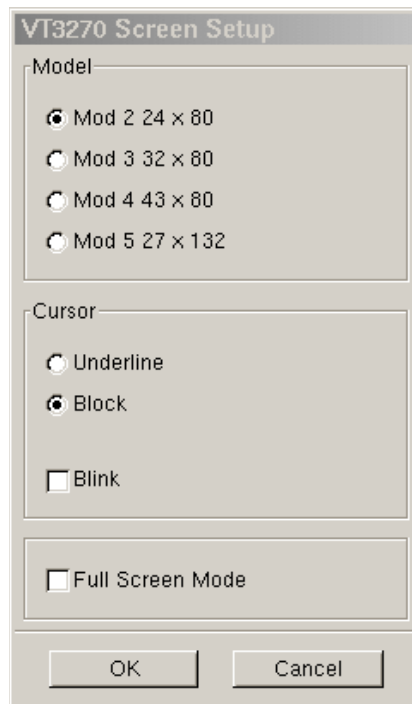 VT3270 Screen Setup
Model
Mod 2 24 x 80
Mod 3 32 x 80
Mod 4 43 x 80
Mod 5 27 x 132
Cursor
Underline
Block
Blink
Full Screen Mode
OK Cancel